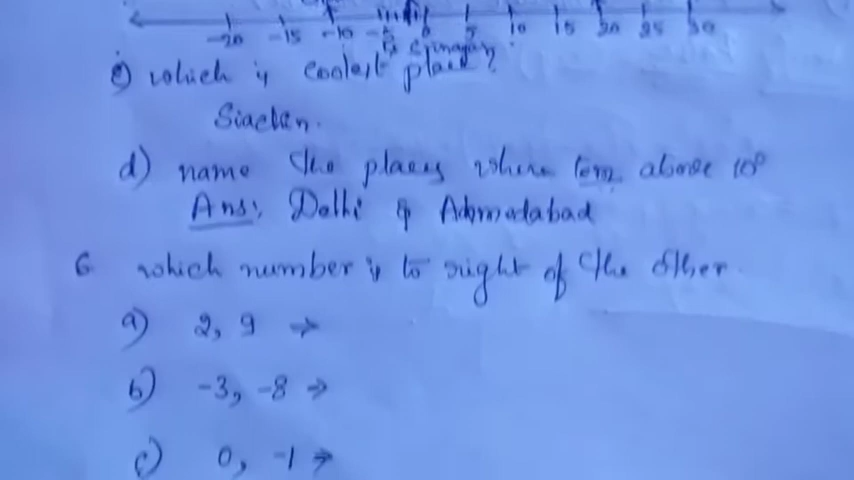 -20 -15 -10 -5 0 5 10 15 20 25 30
c) which is coolest place?
Siachen.
d) name the places where tem above 10°
Ans: Delhi & Ahmedabad
6 which number is to right of the other
a) 2, 9 →
b) -3, -8 →
c) 0, -1 →